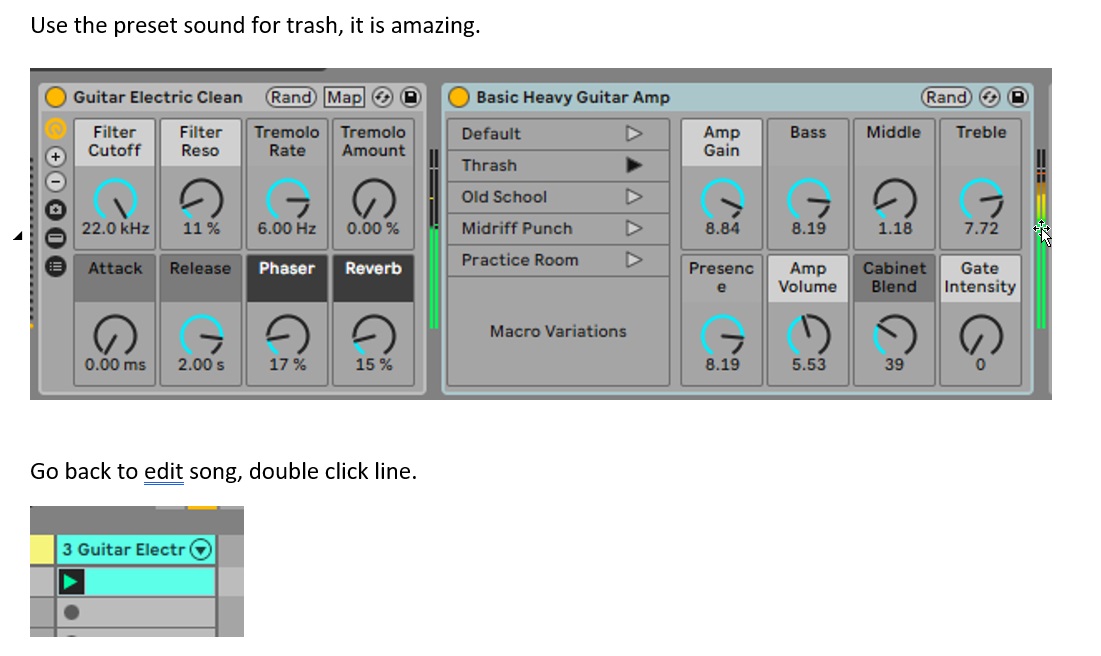 Use the preset sound for trash, it is amazing.
Guitar Electric Clean Rand Map
Filter Cutoff Filter Reso Tremolo Rate Tremolo Amount
22.0 kHz 11 % 6.00 Hz 0.00 %
Attack Release Phaser Reverb
0.00 ms 2.00 s 17 % 15 %
Basic Heavy Guitar Amp Rand
Default
Thrash
Old School
Midriff Punch
Practice Room
Macro Variations
Amp Gain Bass Middle Treble
8.84 8.19 1.18 7.72
Presenc
e
Amp Volume Cabinet Blend Gate Intensity
8.19 5.53 39 0
Go back to edit song, double click line.
3 Guitar Electr